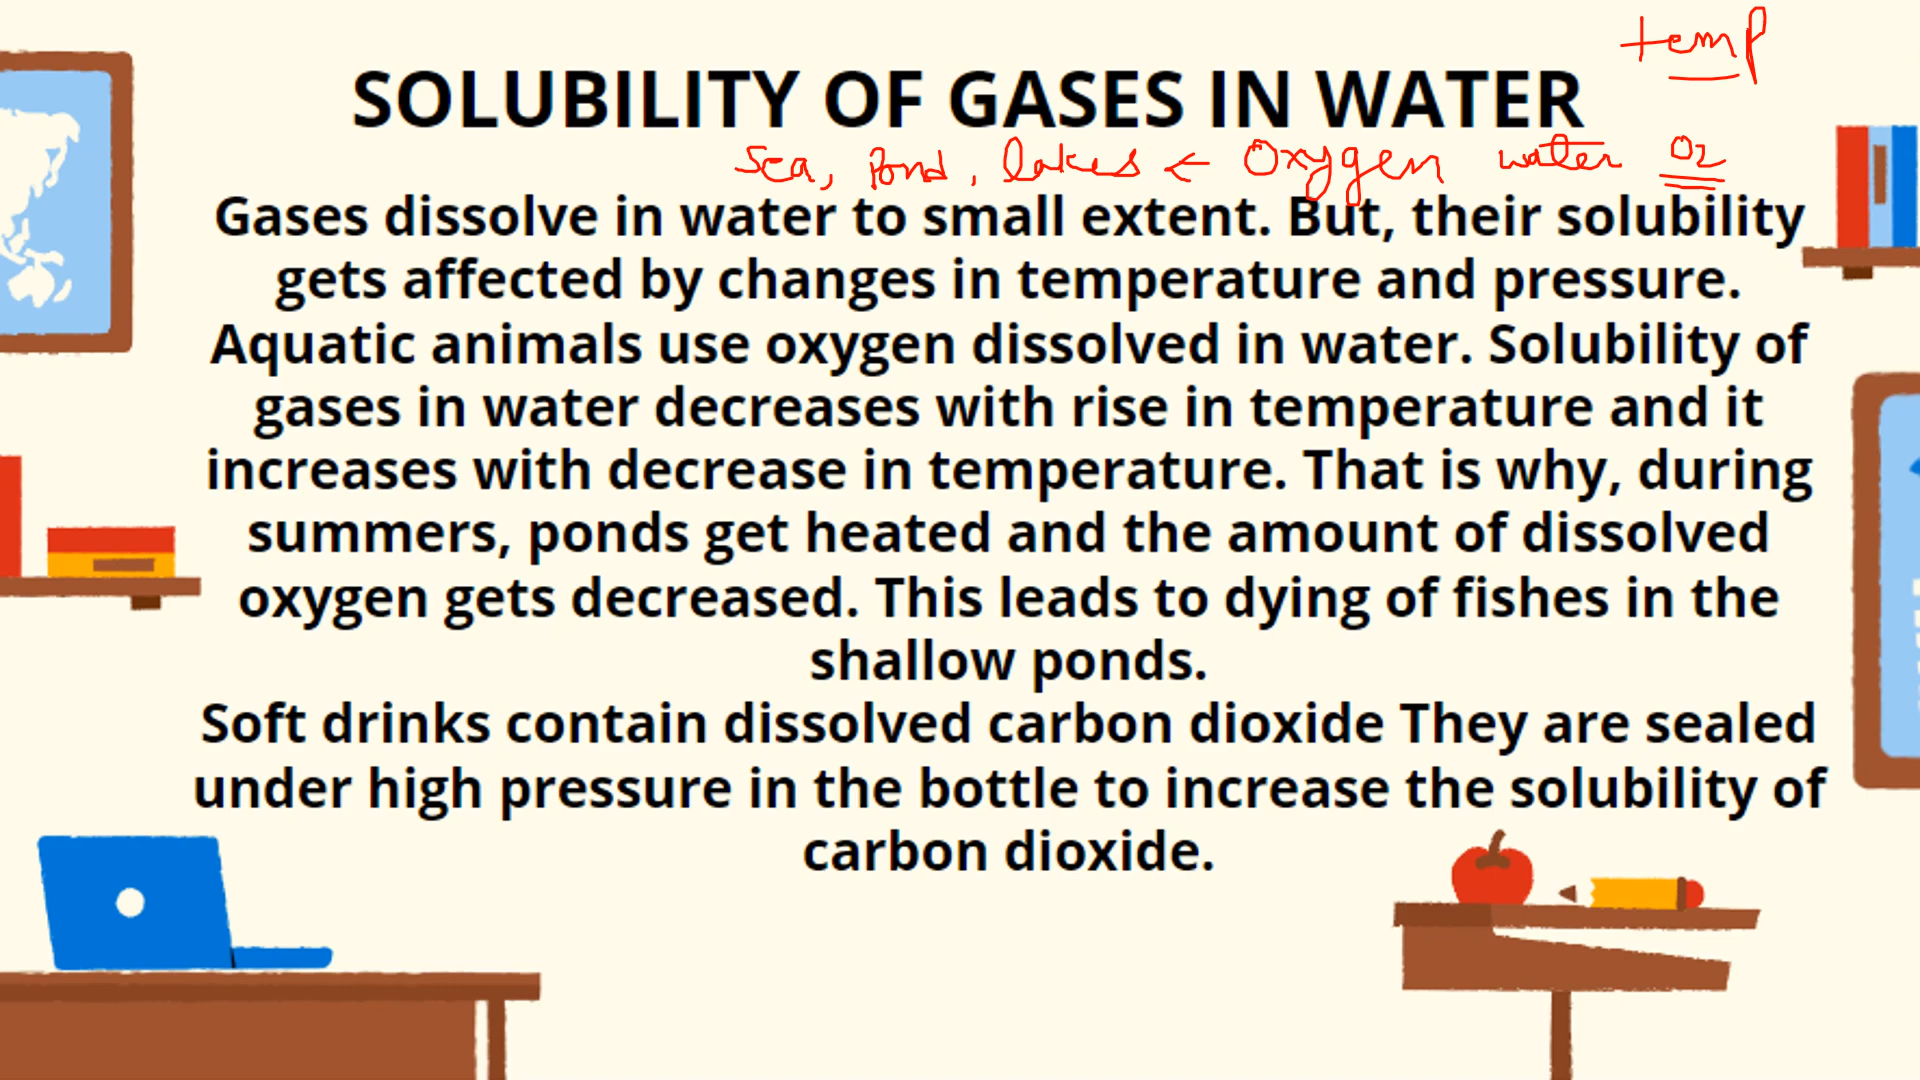 temp
SOLUBILITY OF GASES IN WATER
Sea, Pond, lakes ← Oxygen water O2
Gases dissolve in water to small extent. But, their solubility
gets affected by changes in temperature and pressure.
Aquatic animals use oxygen dissolved in water. Solubility of
gases in water decreases with rise in temperature and it
increases with decrease in temperature. That is why, during
summers, ponds get heated and the amount of dissolved
oxygen gets decreased. This leads to dying of fishes in the
shallow ponds.
Soft drinks contain dissolved carbon dioxide They are sealed
under high pressure in the bottle to increase the solubility of
carbon dioxide.